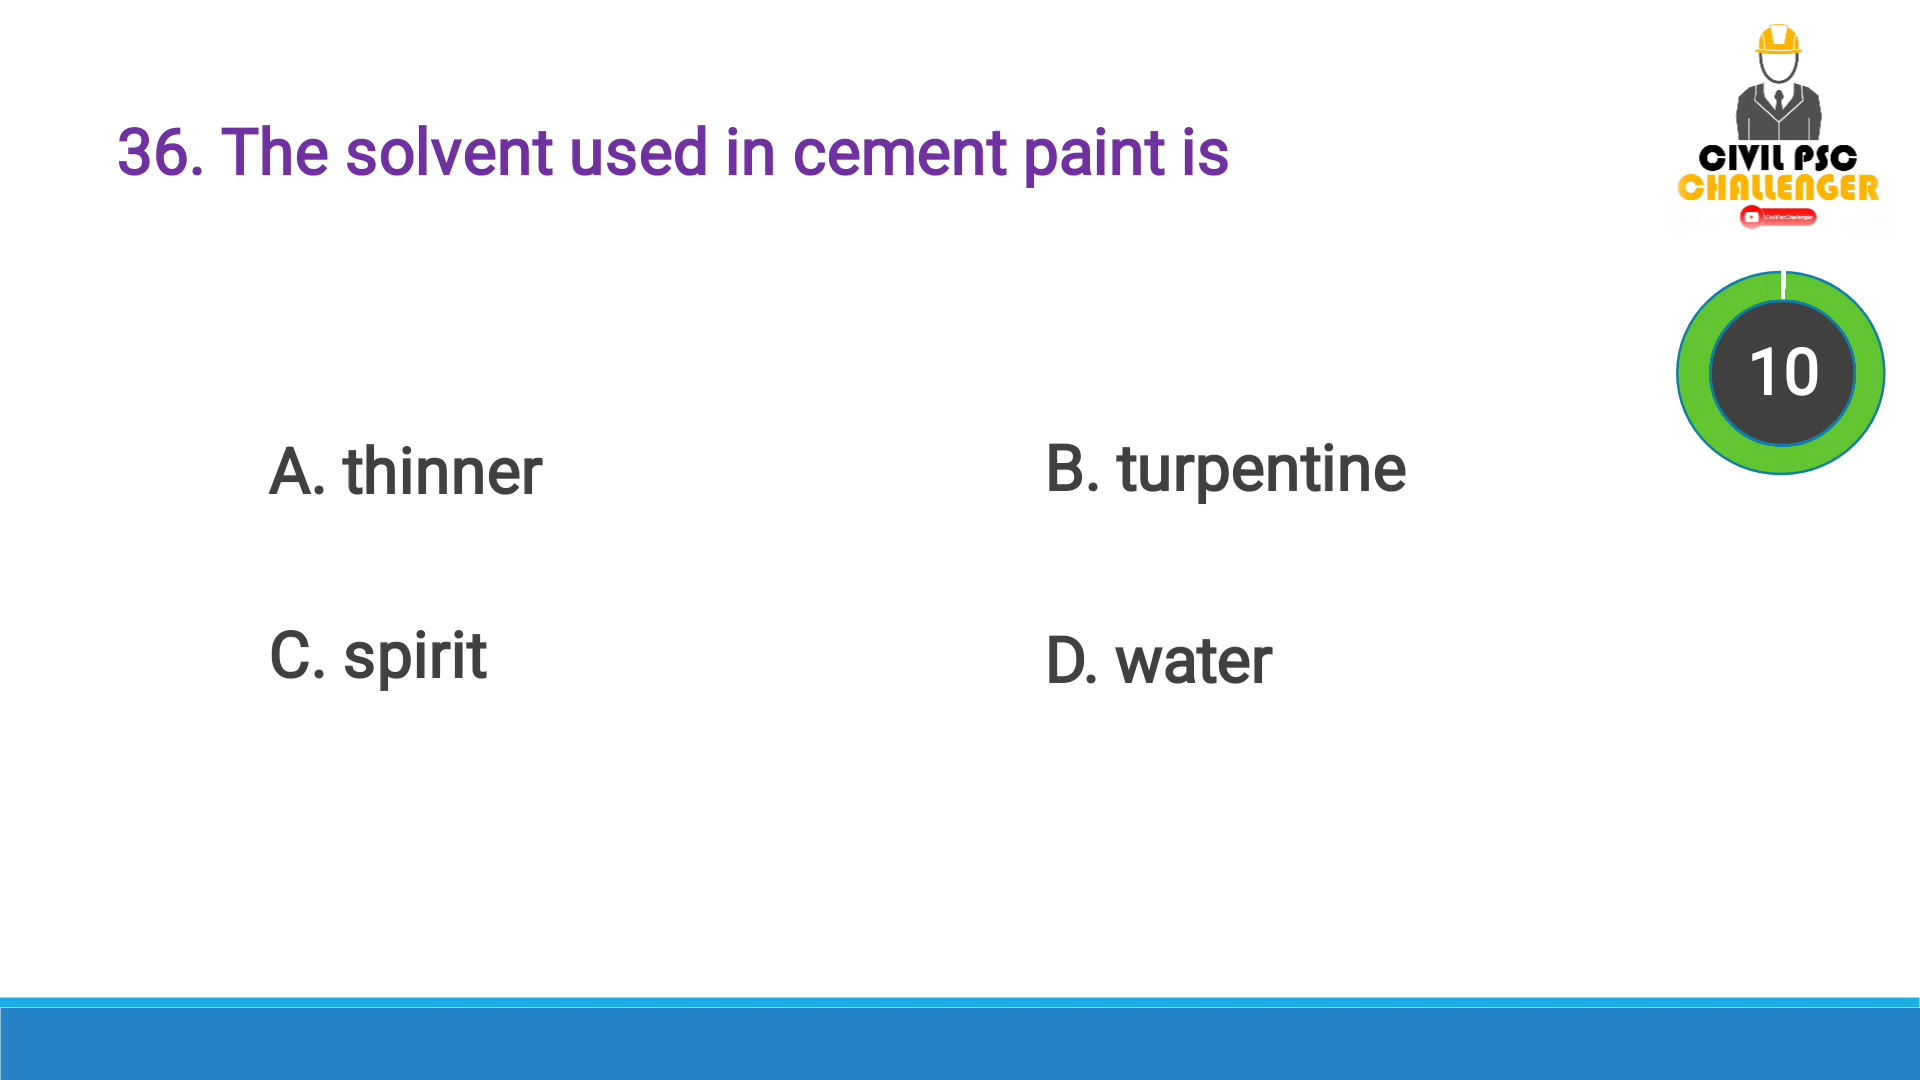 36. The solvent used in cement paint is
CIVIL PSC
CHALLENGER
10
A. thinner
B. turpentine
C. spirit
D. water